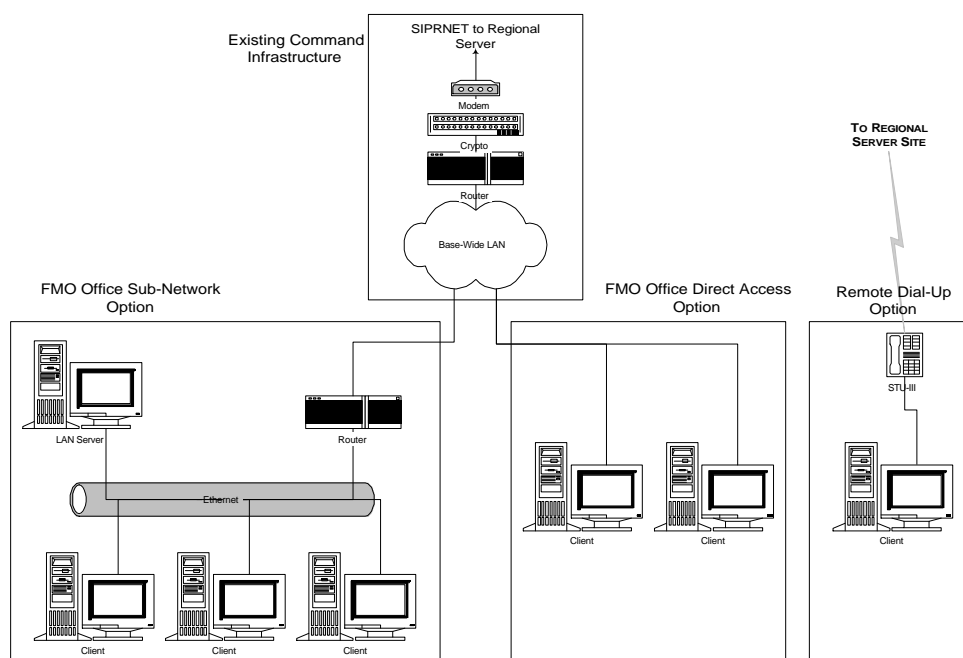 Existing Command
Infrastructure
SIPRNET to Regional
Server
Modem
Crypto
Router
Base-Wide LAN
TO REGIONAL
SERVER SITE
FMO Office Sub-Network
Option
LAN Server
Router
Ethernet
Client
Client
Client
FMO Office Direct Access
Option
Client
Client
Remote Dial-Up
Option
STU-III
Client